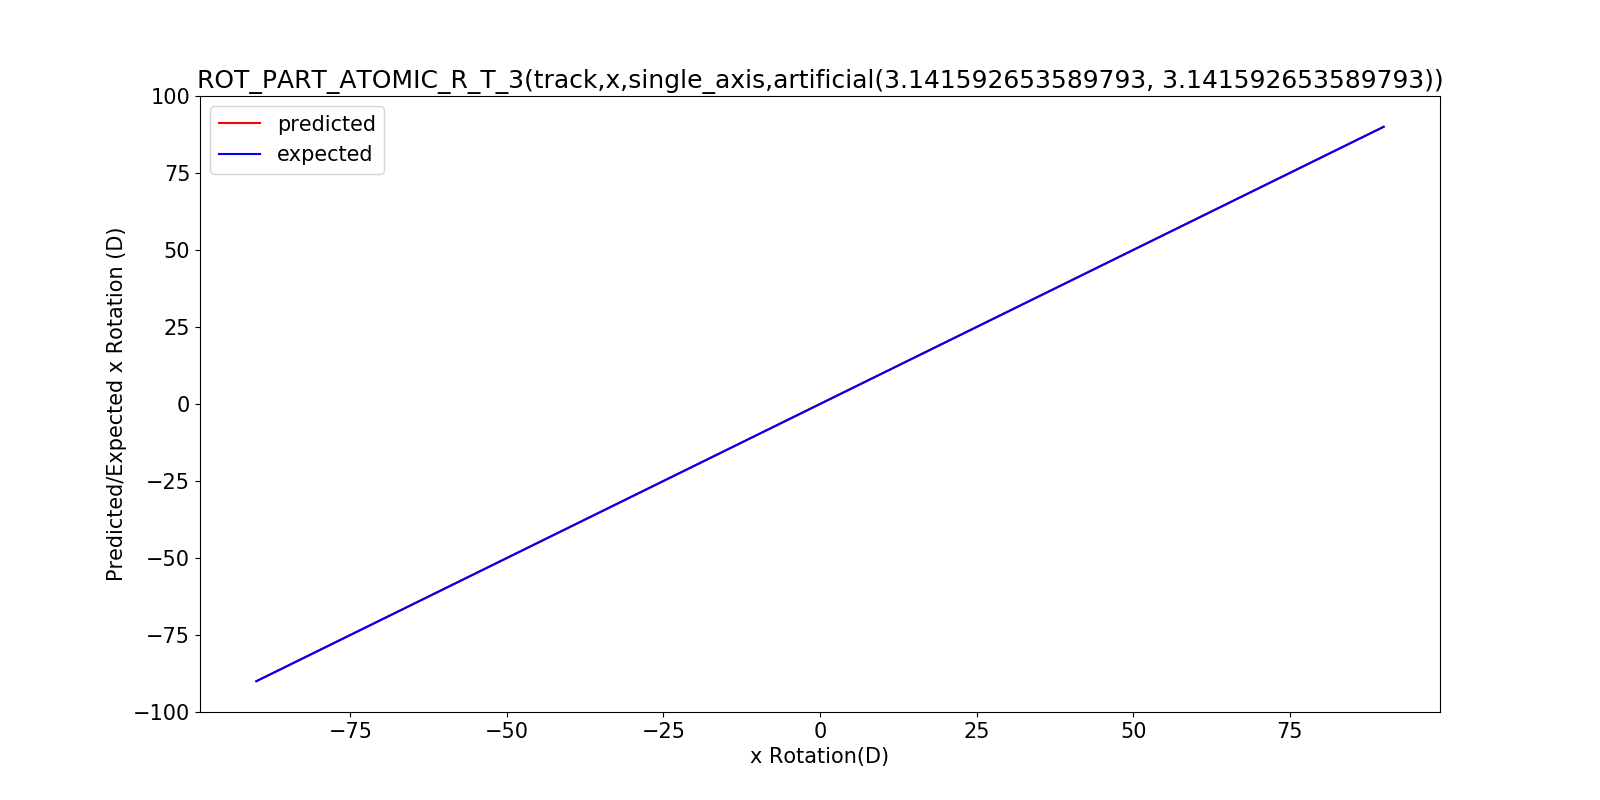 ROT_PART_ATOMIC_R_T_3(track,x,single_axis,artificial(3.141592653589793, 3.141592653589793))
predicted
expected
100
75
50
25
0
−25
−50
−75
−100
Predicted/Expected x Rotation (D)
−75 −50 −25 0 25 50 75
x Rotation(D)